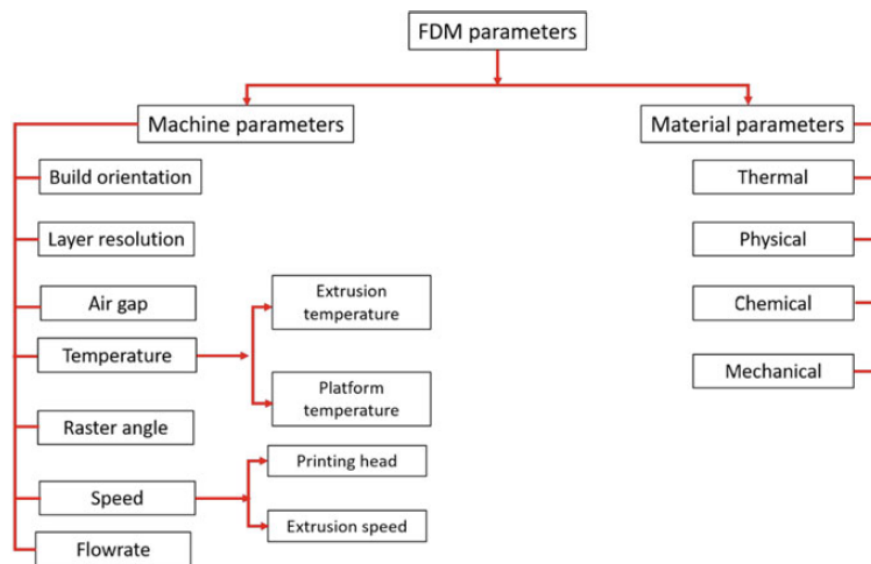 FDM parameters
Machine parameters
Material parameters
Build orientation
Thermal
Layer resolution
Physical
Air gap
Extrusion
temperature
Chemical
Temperature
Platform
temperature
Mechanical
Raster angle
Printing head
Speed
Extrusion speed
Flowrate